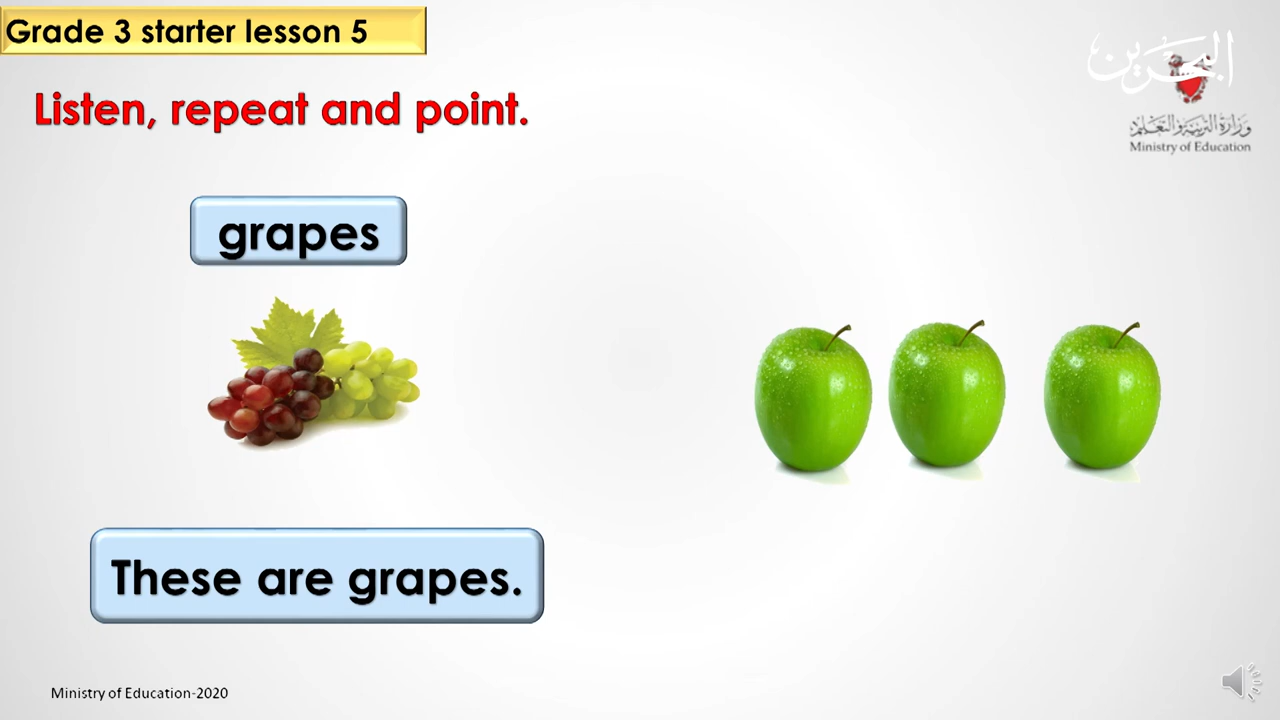 Grade 3 starter lesson 5
البحرين
Listen, repeat and point.
وزارة التربية والتعليم
Ministry of Education
grapes
These are grapes.
Ministry of Education-2020